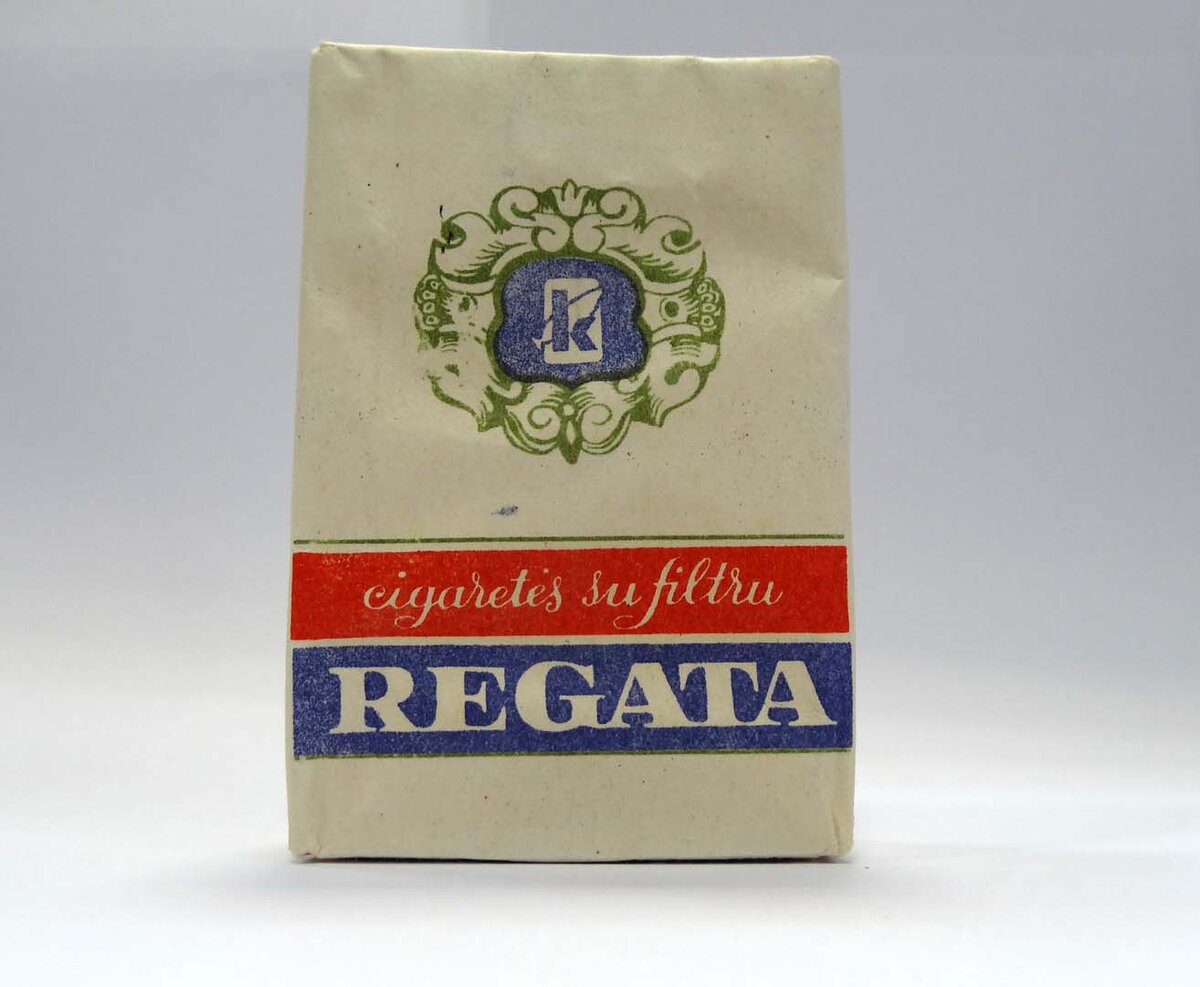 k
cigaretės su filtru
REGATA